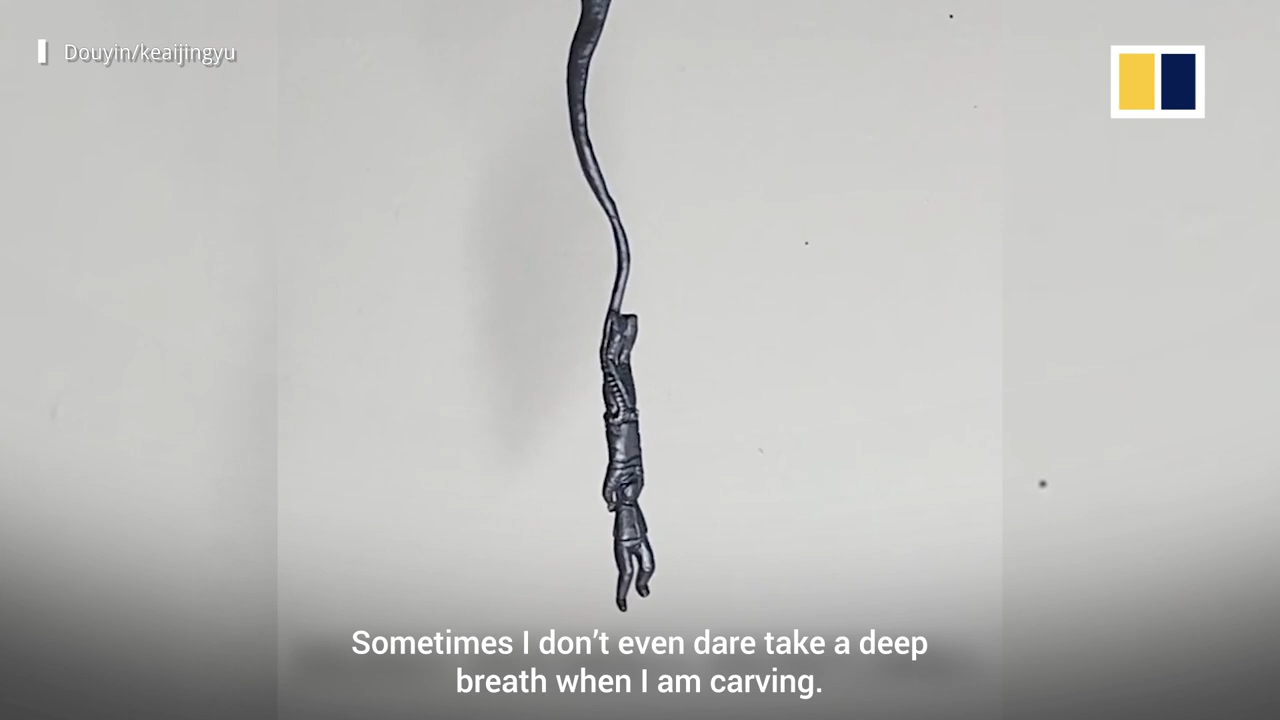 Douyin/keaijingyu
Sometimes I don't even dare take a deep
breath when I am carving.